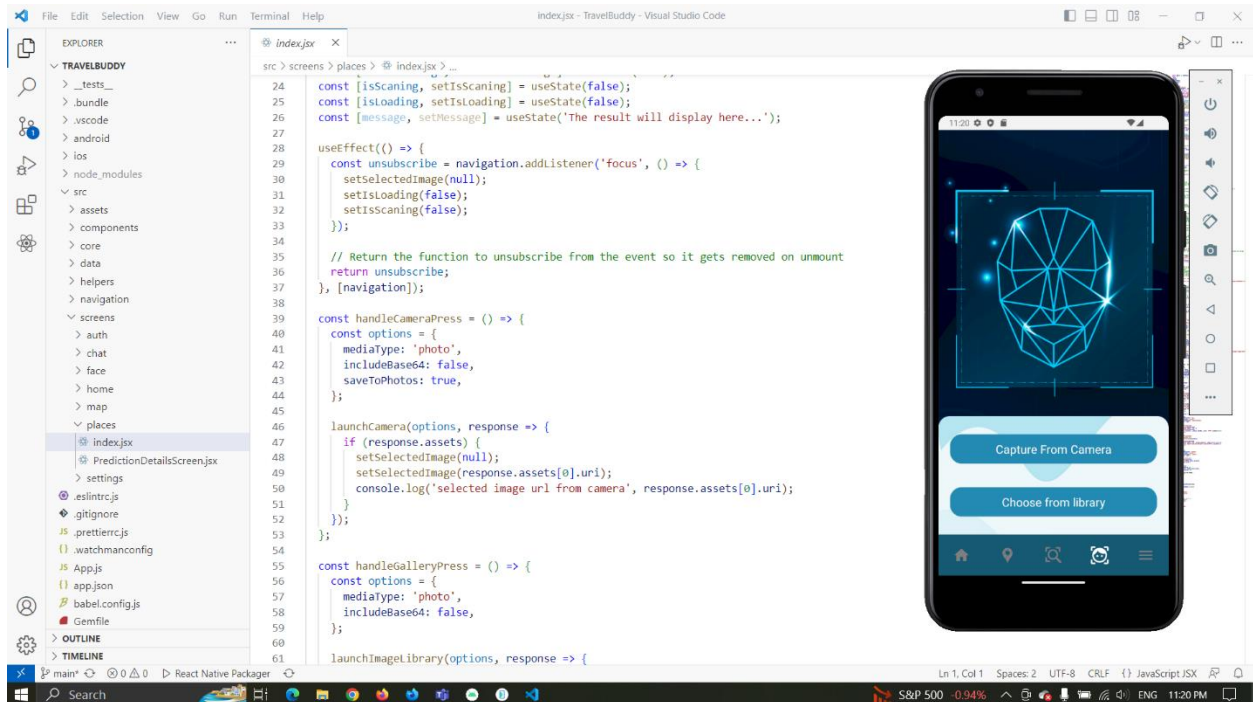 File Edit Selection View Go Run Terminal Help
index.jsx - TravelBuddy - Visual Studio Code
EXPLORER
TRAVELBUDDY
__tests__
.bundle
.vscode
android
ios
node_modules
src
assets
components
core
data
helpers
navigation
screens
auth
chat
face
home
map
places
index.jsx
PredictionDetailsScreen.jsx
settings
.eslintrc.js
.gitignore
JS .prettierrc.js
{} .watchmanconfig
JS App.js
{} app.json
babel.config.js
Gemfile
OUTLINE
TIMELINE
1
index.jsx
src > screens > places > index.jsx > ...
24 const [isScaning, setIsScaning] = useState(false);
25 const [isLoading, setIsLoading] = useState(false);
26 const [message, setMessage] = useState('The result will display here...');
27
28 useEffect(() => {
29 const unsubscribe = navigation.addListener('focus', () => {
30 setSelectedImage(null);
31 setIsLoading(false);
32 setIsScaning(false);
33 });
34
35 // Return the function to unsubscribe from the event so it gets removed on unmount
36 return unsubscribe;
37 }, [navigation]);
38
39 const handleCameraPress = () => {
40 const options = {
41 mediaType: 'photo',
42 includeBase64: false,
43 saveToPhotos: true,
44 };
45
46 launchCamera(options, response => {
47 if (response.assets) {
48 setSelectedImage(null);
49 setSelectedImage(response.assets[0].uri);
50 console.log('selected image url from camera', response.assets[0].uri);
51 }
52 });
53 };
54
55 const handleGalleryPress = () => {
56 const options = {
57 mediaType: 'photo',
58 includeBase64: false,
59 };
60
61 launchImageLibrary(options, response => {
11:20
Capture From Camera
Choose from library
main* 0 0 React Native Packager
Ln 1, Col 1 Spaces: 2 UTF-8 CRLF {} JavaScript JSX
Search
S&P 500 -0.94% ENG 11:20 PM